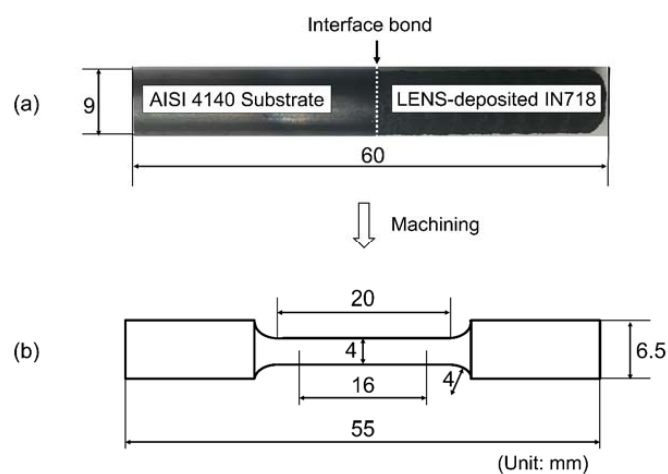 Interface bond
(a)
9
AISI 4140 Substrate
LENS-deposited IN718
60
Machining
20
(b)
4
6.5
16
4
55
(Unit: mm)